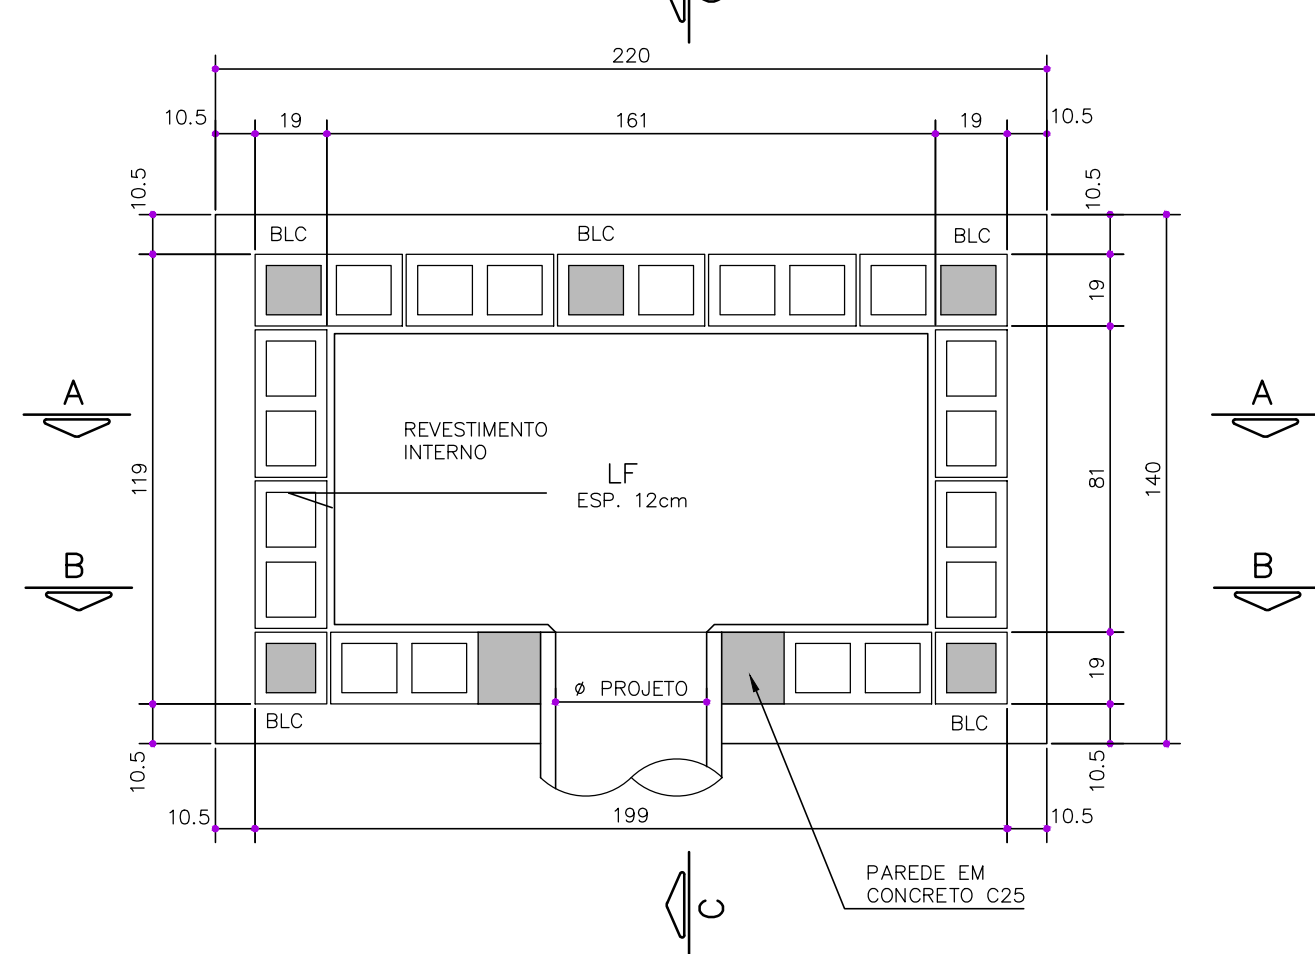 C
220
10.5 19 161 19 10.5
10.5 10.5
BLC BLC BLC
19
A A
REVESTIMENTO
INTERNO
LF
ESP. 12cm
119 81 140
B B
19
ø PROJETO
BLC BLC
10.5 10.5
10.5 199 10.5
PAREDE EM
CONCRETO C25
C